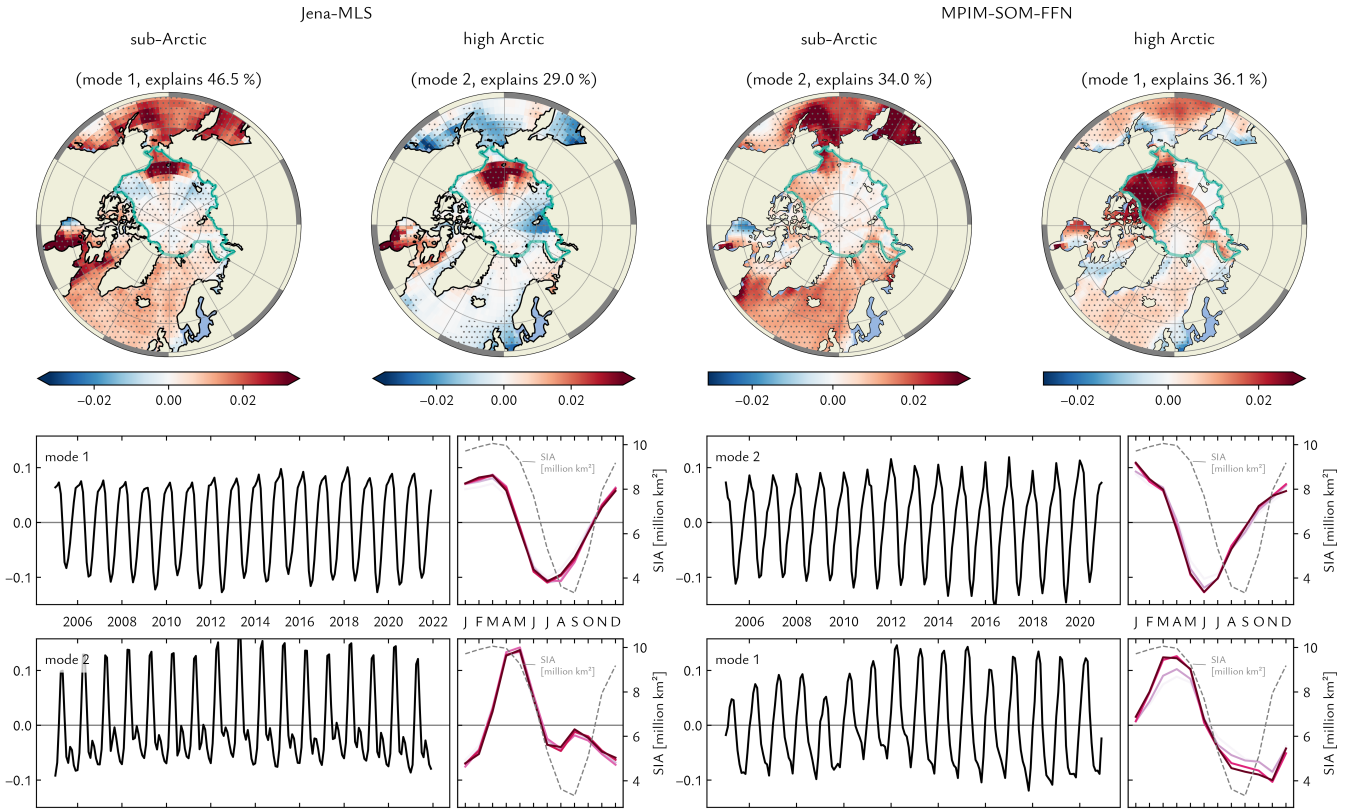 Jena-MLS
MPIM-SOM-FFN
sub-Arctic
high Arctic
sub-Arctic
high Arctic
(mode 1, explains 46.5 %)
(mode 2, explains 29.0 %)
(mode 2, explains 34.0 %)
(mode 1, explains 36.1 %)
−0.02 0.00 0.02
−0.02 0.00 0.02
−0.02 0.00 0.02
−0.02 0.00 0.02
mode 1
0.1
0.0
−0.1
2006 2008 2010 2012 2014 2016 2018 2020 2022
SIA
[million km²]
10
8
6
4
SIA [million km²]
J F M A M J J A S O N D
mode 2
0.1
0.0
−0.1
2006 2008 2010 2012 2014 2016 2018 2020
SIA
[million km²]
10
8
6
4
SIA [million km²]
J F M A M J J A S O N D
mode 2
0.1
0.0
−0.1
SIA
[million km²]
10
8
6
4
SIA [million km²]
mode 1
0.1
0.0
−0.1
SIA
[million km²]
10
8
6
4
SIA [million km²]